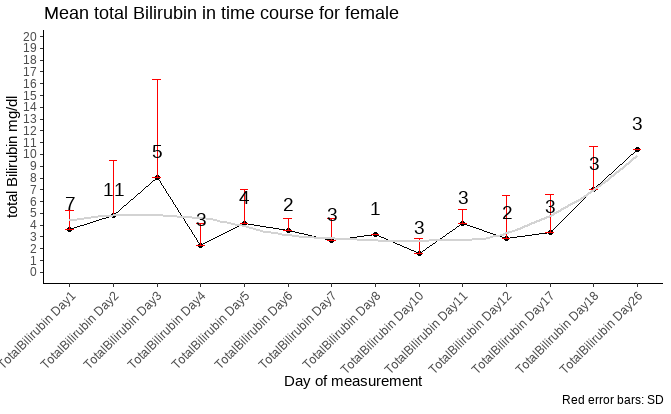 Mean total Bilirubin in time course for female
total Bilirubin mg/dl
20
19
18
17
16
15
14
13
12
11
10
9
8
7
6
5
4
3
2
1
0
7
11
5
3
4
2
3
1
3
3
2
3
3
3
TotalBilirubin Day1
TotalBilirubin Day2
TotalBilirubin Day3
TotalBilirubin Day4
TotalBilirubin Day5
TotalBilirubin Day6
TotalBilirubin Day7
TotalBilirubin Day8
TotalBilirubin Day10
TotalBilirubin Day11
TotalBilirubin Day12
TotalBilirubin Day17
TotalBilirubin Day18
TotalBilirubin Day26
Day of measurement
Red error bars: SD